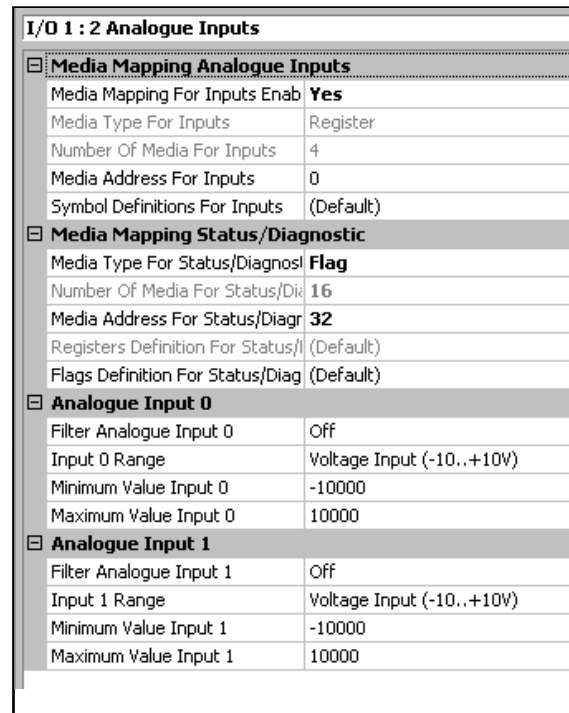 I/O 1 : 2 Analogue Inputs
Media Mapping Analogue Inputs
Media Mapping For Inputs Enab Yes
Media Type For Inputs Register
Number Of Media For Inputs 4
Media Address For Inputs 0
Symbol Definitions For Inputs (Default)
Media Mapping Status/Diagnostic
Media Type For Status/Diagnost Flag
Number Of Media For Status/Dia 16
Media Address For Status/Diagr 32
Registers Definition For Status/I (Default)
Flags Definition For Status/Diag (Default)
Analogue Input 0
Filter Analogue Input 0 Off
Input 0 Range Voltage Input (-10..+10V)
Minimum Value Input 0 -10000
Maximum Value Input 0 10000
Analogue Input 1
Filter Analogue Input 1 Off
Input 1 Range Voltage Input (-10..+10V)
Minimum Value Input 1 -10000
Maximum Value Input 1 10000